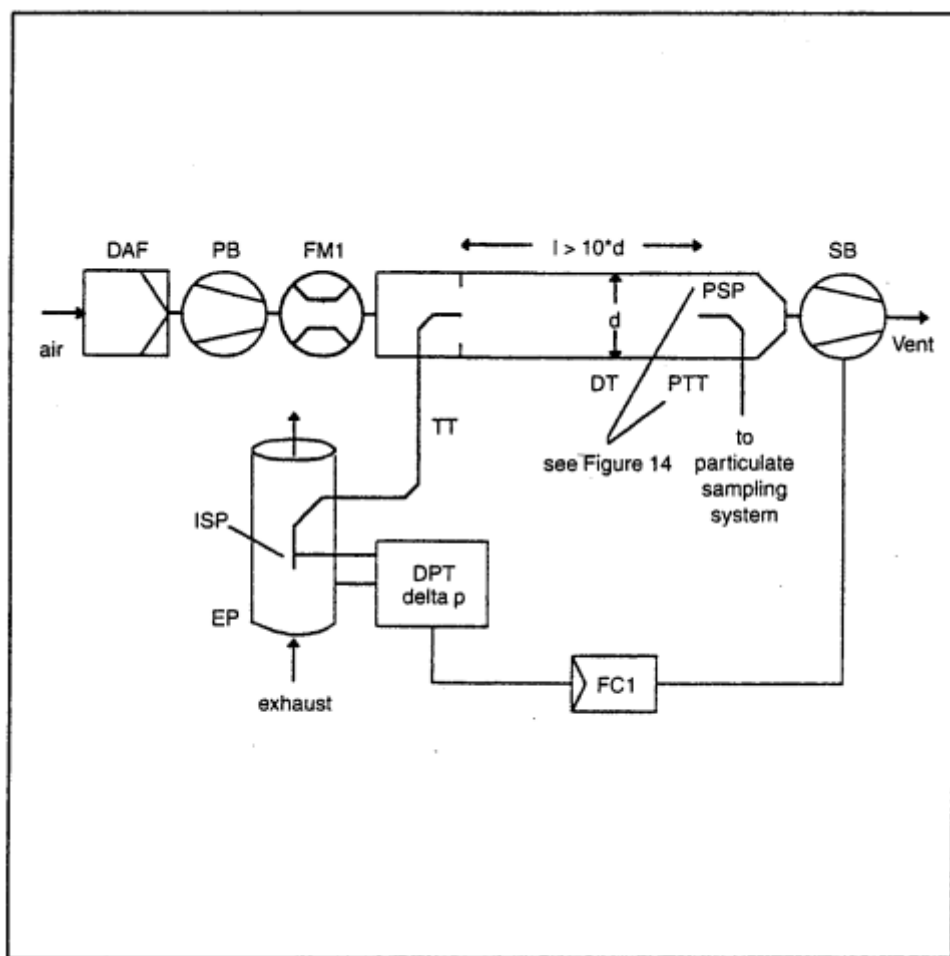 DAF
PB
FM1
l > 10*d
SB
PSP
d
air
Vent
DT
PTT
TT
to
particulate
sampling
system
see Figure 14
ISP
DPT
delta p
EP
FC1
exhaust